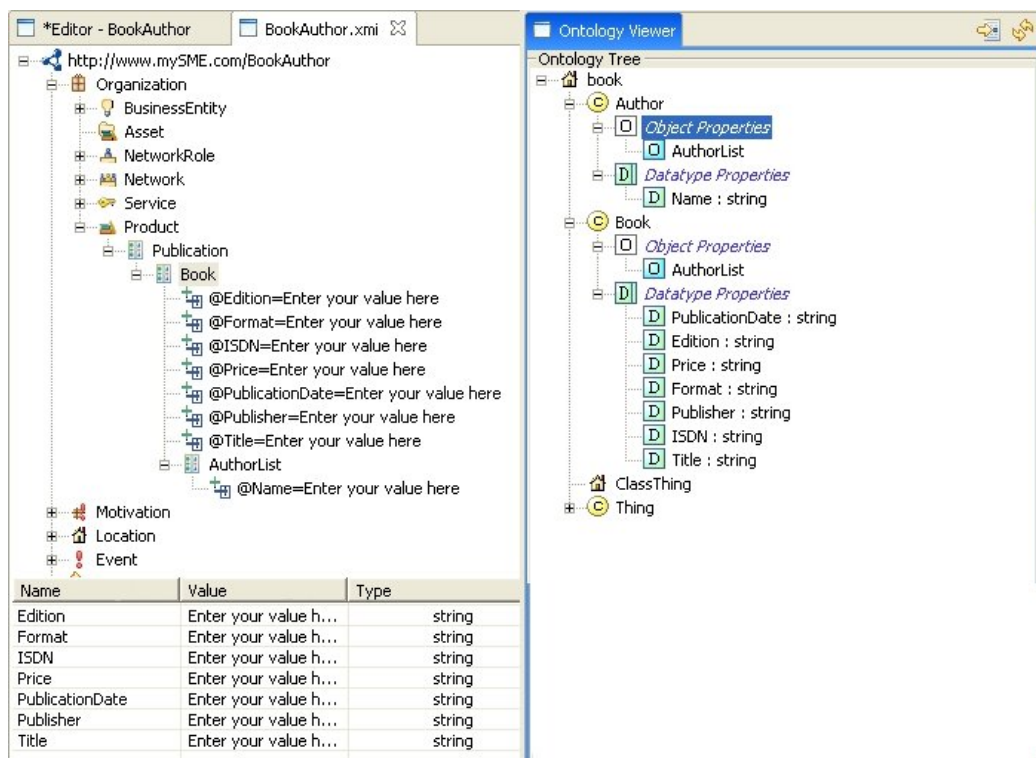 *Editor - BookAuthor
BookAuthor.xmi
http://www.mySME.com/BookAuthor
Organization
BusinessEntity
Asset
NetworkRole
Network
Service
Product
Publication
Book
@Edition=Enter your value here
@Format=Enter your value here
@ISDN=Enter your value here
@Price=Enter your value here
@PublicationDate=Enter your value here
@Publisher=Enter your value here
@Title=Enter your value here
AuthorList
@Name=Enter your value here
Motivation
Location
Event
Name Value Type
Edition Enter your value h... string
Format Enter your value h... string
ISDN Enter your value h... string
Price Enter your value h... string
PublicationDate Enter your value h... string
Publisher Enter your value h... string
Title Enter your value h... string
Ontology Viewer
Ontology Tree
book
C Author
O Object Properties
O AuthorList
D Datatype Properties
D Name : string
C Book
O Object Properties
O AuthorList
D Datatype Properties
D PublicationDate : string
D Edition : string
D Price : string
D Format : string
D Publisher : string
D ISDN : string
D Title : string
ClassThing
C Thing